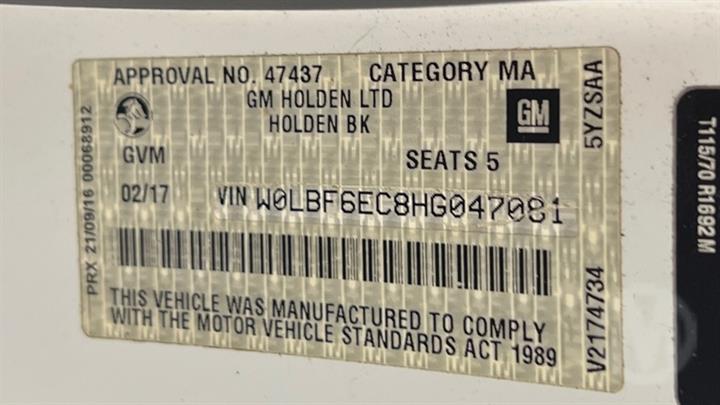 APPROVAL NO. 47437 CATEGORY MA
GM HOLDEN LTD
HOLDEN BK
GM
GVM SEATS 5
02/17 VIN W0LBF6EC8HG047081
THIS VEHICLE WAS MANUFACTURED TO COMPLY
WITH THE MOTOR VEHICLE STANDARDS ACT 1989
PRX 21/09/16 00068912
5YZSAA
V2174734
T115/70 R1692M